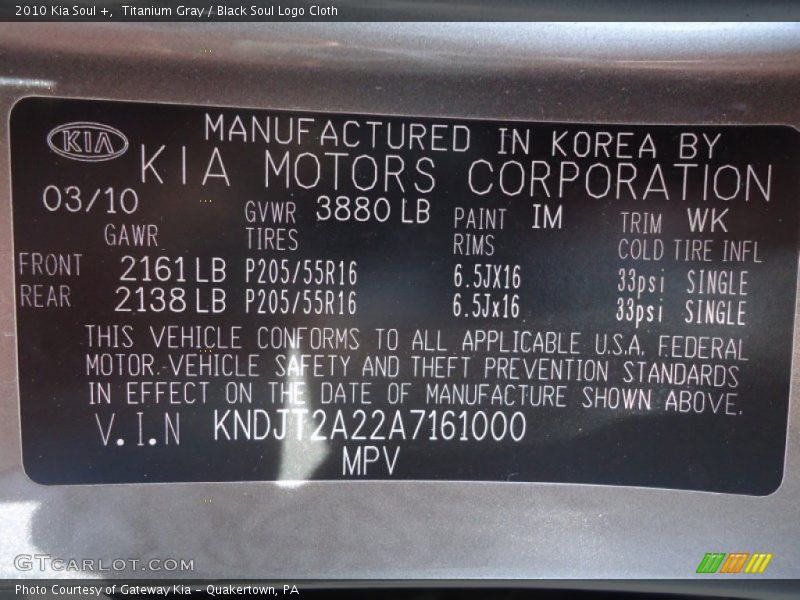 2010 Kia Soul +, Titanium Gray / Black Soul Logo Cloth
KIA
MANUFACTURED IN KOREA BY
KIA MOTORS CORPORATION
03/10 GVWR 3880 LB PAINT IM TRIM WK
GAWR TIRES RIMS COLD TIRE INFL
FRONT 2161 LB P205/55R16 6.5JX16 33psi SINGLE
REAR 2138 LB P205/55R16 6.5Jx16 33psi SINGLE
THIS VEHICLE CONFORMS TO ALL APPLICABLE U.S.A. FEDERAL
MOTOR VEHICLE SAFETY AND THEFT PREVENTION STANDARDS
IN EFFECT ON THE DATE OF MANUFACTURE SHOWN ABOVE.
V.I.N KNDJT2A22A7161000
MPV
GTCARLOT.COM
Photo Courtesy of Gateway Kia - Quakertown, PA